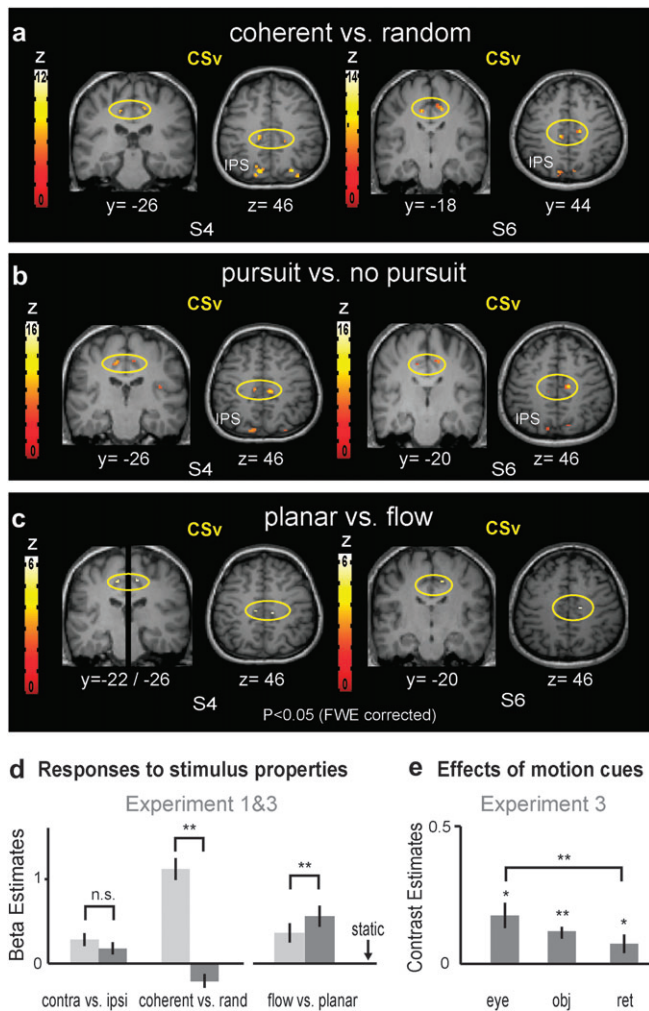 a coherent vs. random
z CSv CSv
12 14
IPS IPS
0 0
y= -26 z= 46 y= -18 y= 44
S4 S6
b pursuit vs. no pursuit
z CSv CSv
16 16
IPS IPS
0 0
y= -26 z= 46 y= -20 z= 46
S4 S6
c planar vs. flow
z CSv CSv
6 6
0 0
y=-22 / -26 z= 46 y= -20 z= 46
S4 P<0.05 (FWE corrected) S6
d Responses to stimulus properties
Experiment 1&3
Beta Estimates
1
0
n.s. ** **
static
contra vs. ipsi coherent vs. rand flow vs. planar
e Effects of motion cues
Experiment 3
Contrast Estimates
0.5
0
**
* ** *
eye obj ret